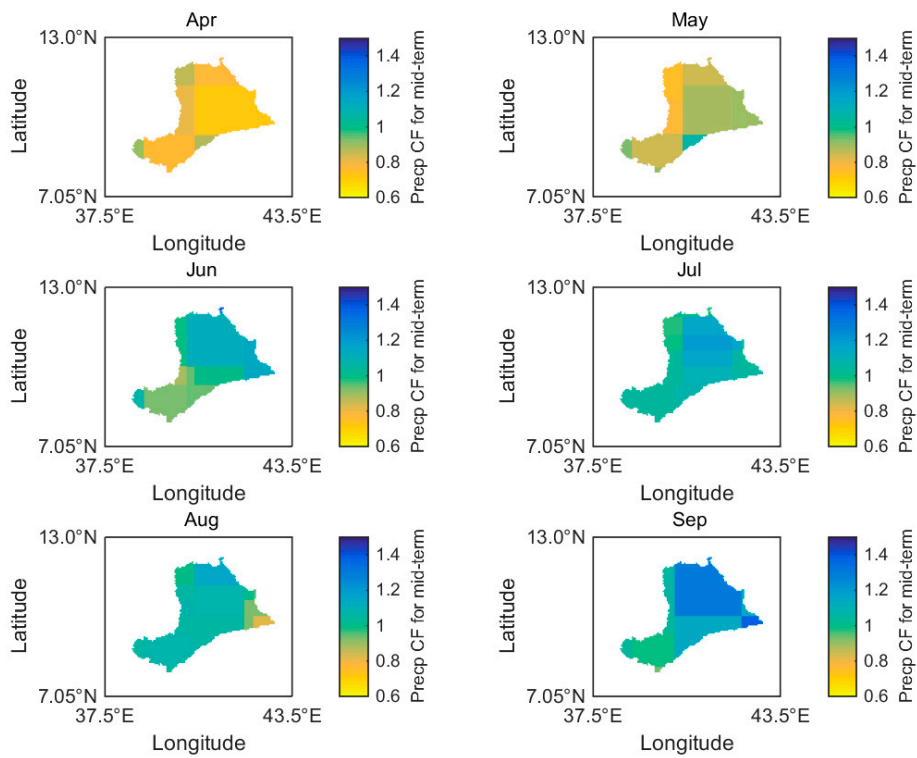 Apr
13.0°N
Latitude
7.05°N
37.5°E
43.5°E
Longitude
1.4
1.2
1
0.8
0.6
Precp CF for mid-term
May
13.0°N
Latitude
7.05°N
37.5°E
43.5°E
Longitude
1.4
1.2
1
0.8
0.6
Precp CF for mid-term
Jun
13.0°N
Latitude
7.05°N
37.5°E
43.5°E
Longitude
1.4
1.2
1
0.8
0.6
Precp CF for mid-term
Jul
13.0°N
Latitude
7.05°N
37.5°E
43.5°E
Longitude
1.4
1.2
1
0.8
0.6
Precp CF for mid-term
Aug
13.0°N
Latitude
7.05°N
37.5°E
43.5°E
Longitude
1.4
1.2
1
0.8
0.6
Precp CF for mid-term
Sep
13.0°N
Latitude
7.05°N
37.5°E
43.5°E
Longitude
1.4
1.2
1
0.8
0.6
Precp CF for mid-term